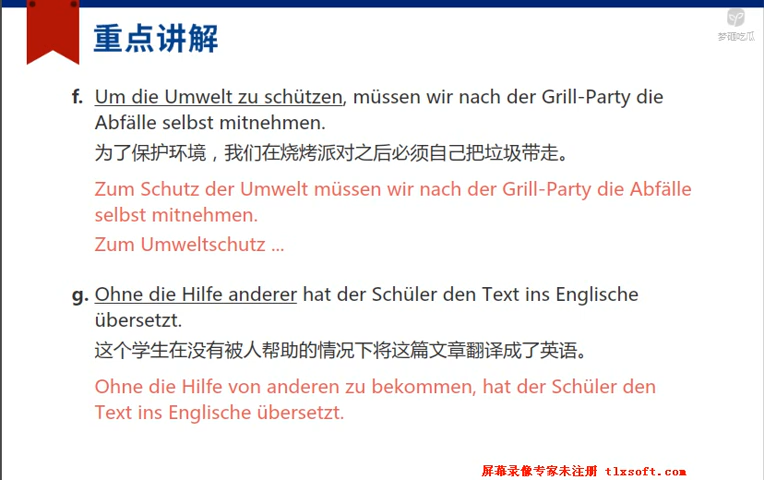 重点讲解
梦砸吃瓜
f. Um die Umwelt zu schützen, müssen wir nach der Grill-Party die
Abfälle selbst mitnehmen.
为了保护环境，我们在烧烤派对之后必须自己把垃圾带走。
Zum Schutz der Umwelt müssen wir nach der Grill-Party die Abfälle
selbst mitnehmen.
Zum Umweltschutz ...
g. Ohne die Hilfe anderer hat der Schüler den Text ins Englische
übersetzt.
这个学生在没有被人帮助的情况下将这篇文章翻译成了英语。
Ohne die Hilfe von anderen zu bekommen, hat der Schüler den
Text ins Englische übersetzt.
屏幕录像专家未注册 tlxsoft.com